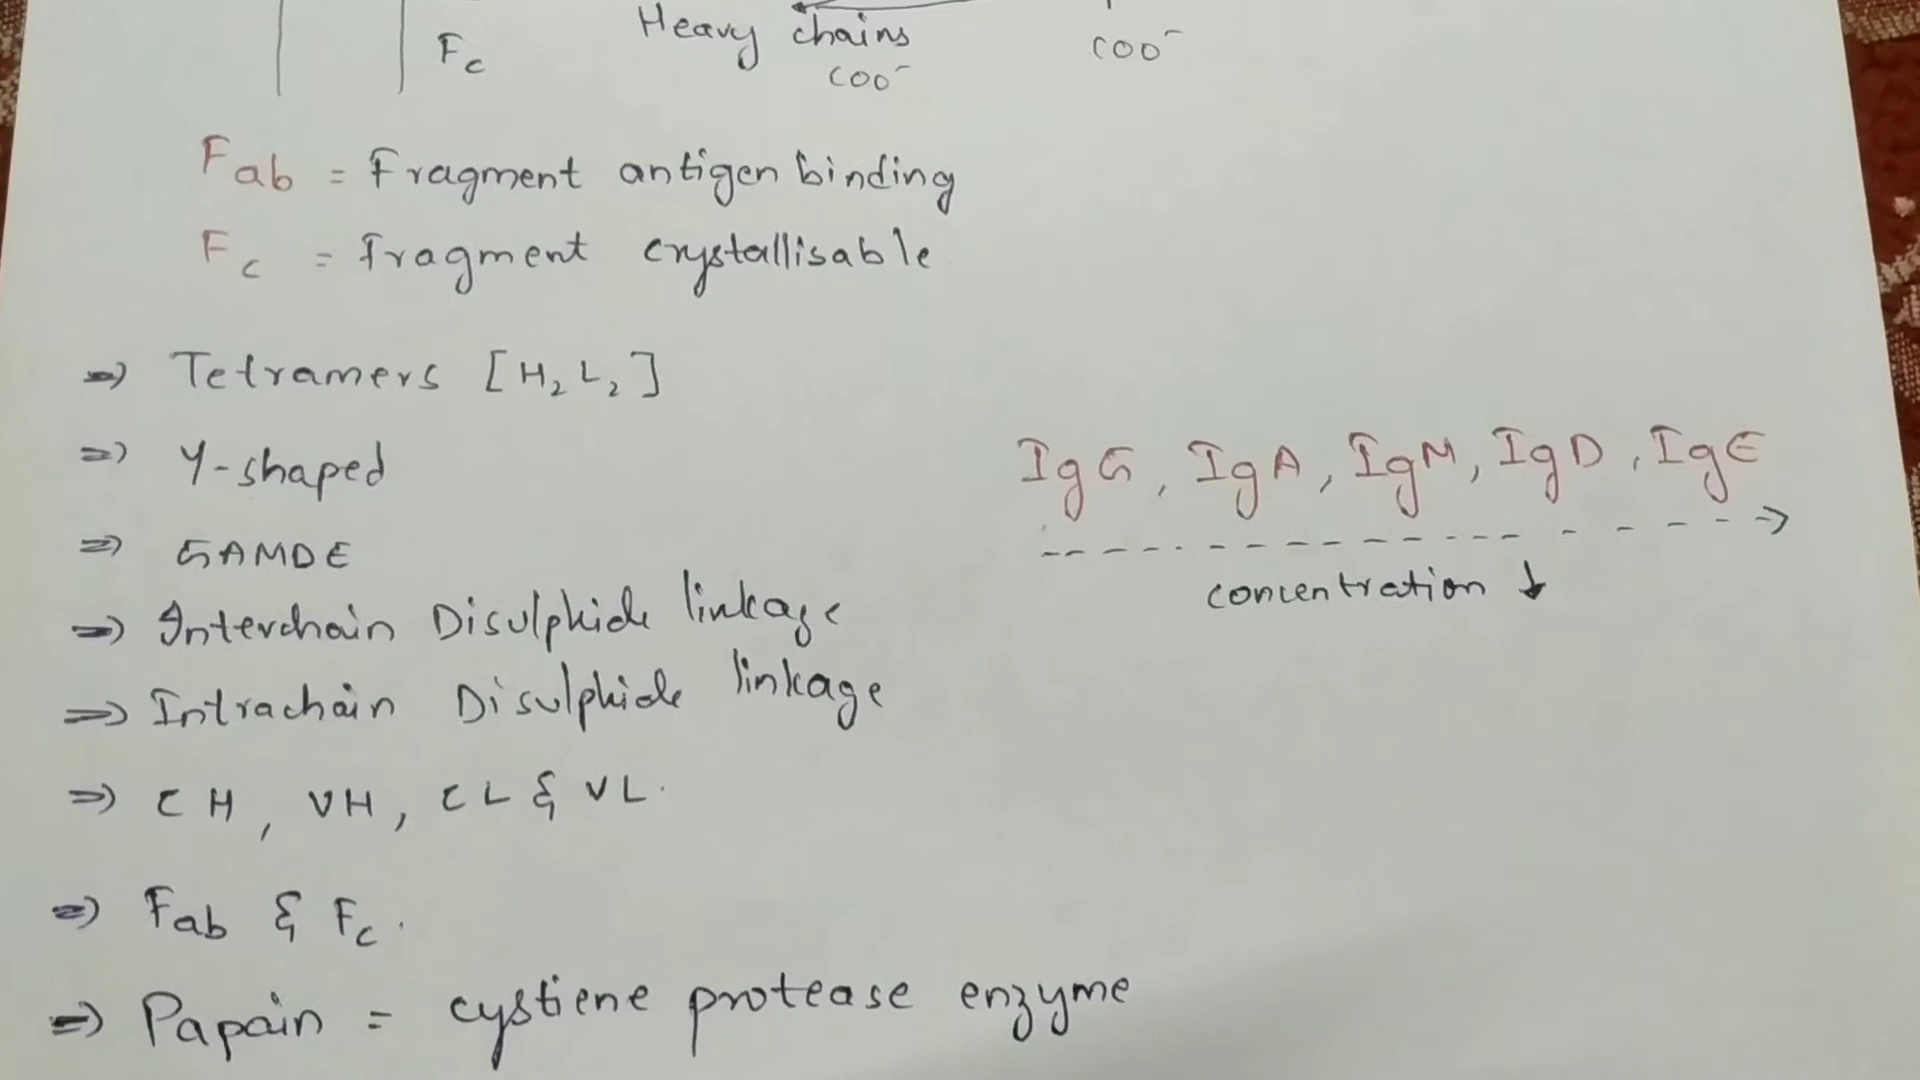 Fc Heavy chains COO⁻
COO⁻
Fab = Fragment antigen binding
Fc = Fragment crystallisable
⇒ Tetramers [H₂L₂]
⇒ Y-shaped
IgG, IgA, IgM, IgD, IgE
⇒ GAMDE
concentration ↓
⇒ Interchain Disulphide linkage
⇒ Intrachain Disulphide linkage
⇒ CH, VH, CL & VL.
⇒ Fab & Fc.
⇒ Papain = cystiene protease enzyme